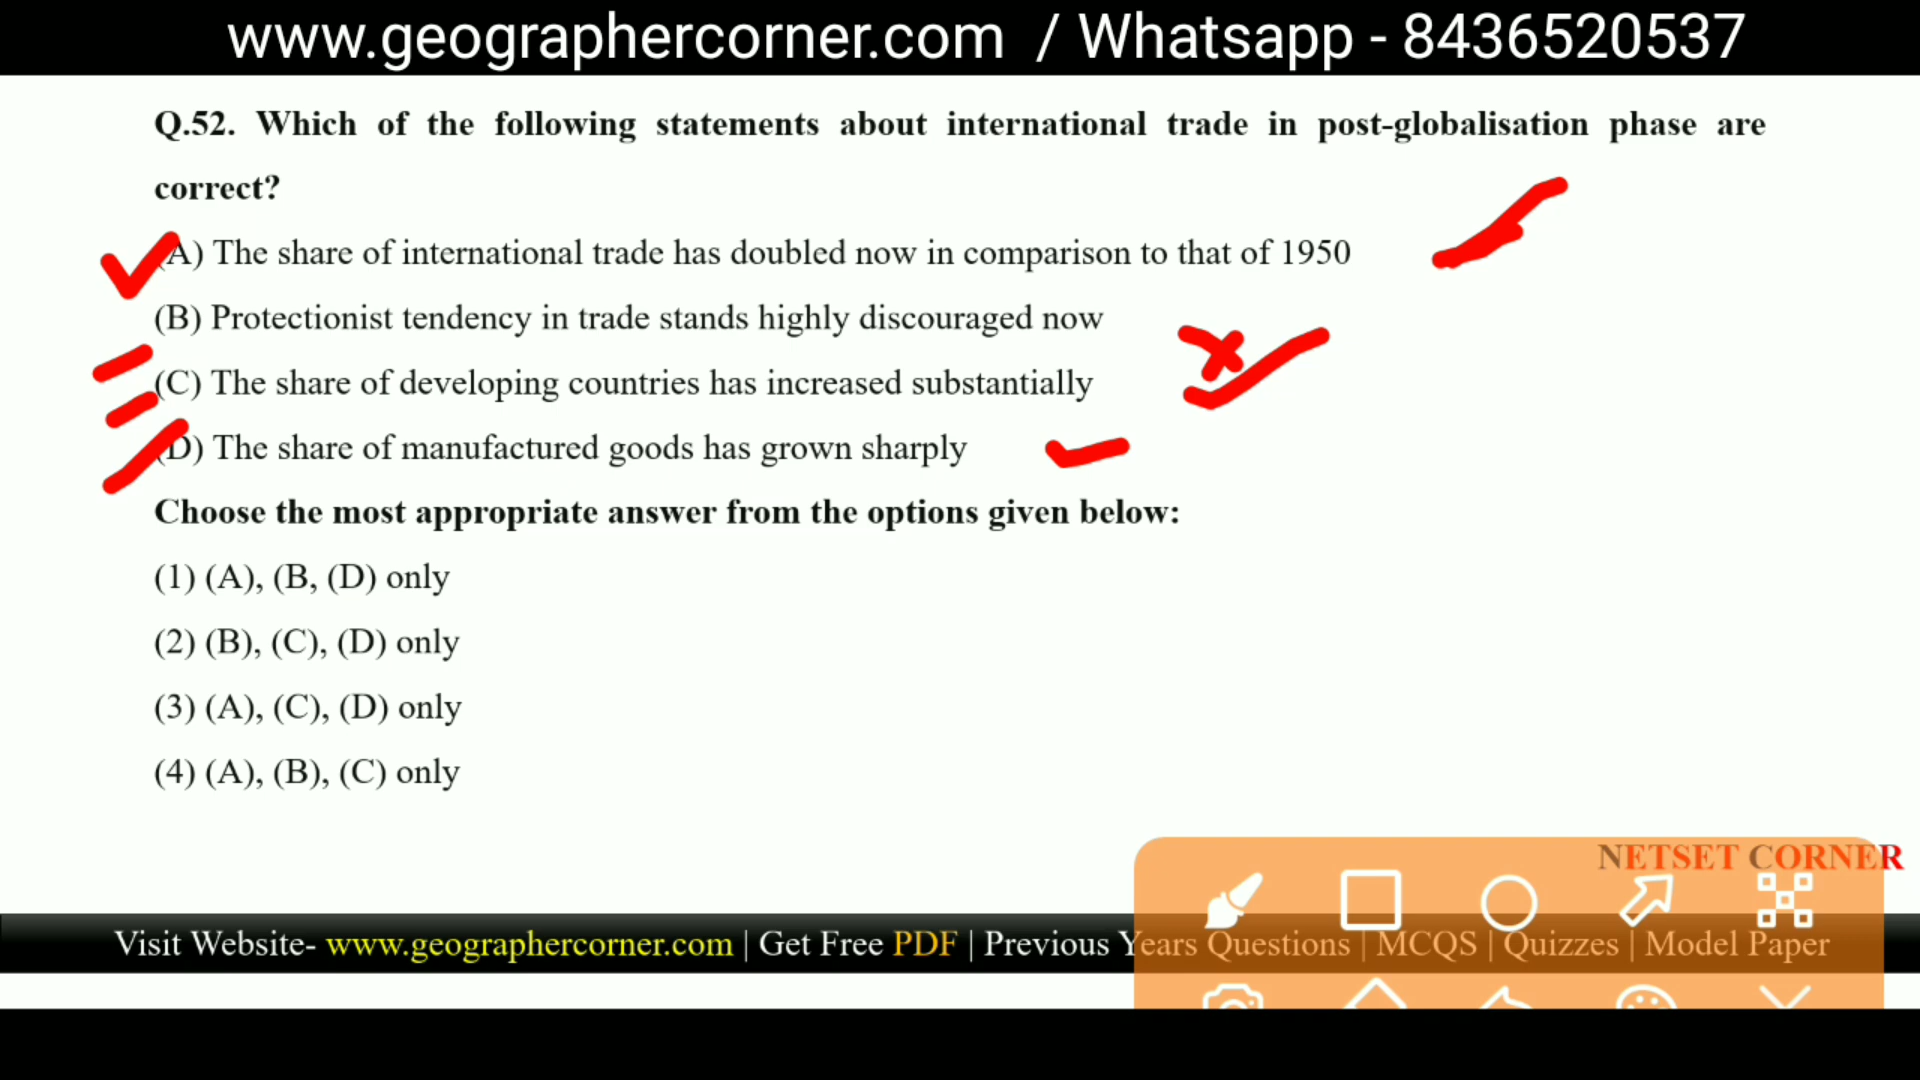 www.geographercorner.com / Whatsapp - 8436520537
Q.52. Which of the following statements about international trade in post-globalisation phase are
correct?
(A) The share of international trade has doubled now in comparison to that of 1950
(B) Protectionist tendency in trade stands highly discouraged now
(C) The share of developing countries has increased substantially
(D) The share of manufactured goods has grown sharply
Choose the most appropriate answer from the options given below:
(1) (A), (B, (D) only
(2) (B), (C), (D) only
(3) (A), (C), (D) only
(4) (A), (B), (C) only
NETSET CORNER
Visit Website- www.geographercorner.com | Get Free PDF | Previous Years Questions | MCQS | Quizzes | Model Paper